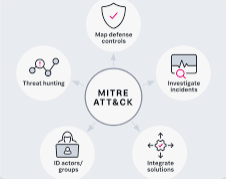 Map defense
controls
Threat hunting
MITRE
ATT&CK
Investigate
incidents
ID actors/
groups
Integrate
solutions